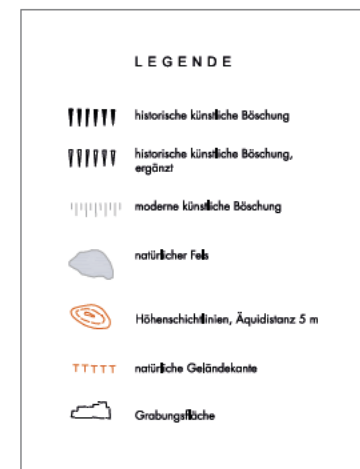 LEGENDE
historische künstliche Böschung
historische künstliche Böschung,
ergänzt
moderne künstliche Böschung
natürlicher Fels
Höhenschichtlinien, Äquidistanz 5 m
natürliche Geländekante
Grabungsfläche